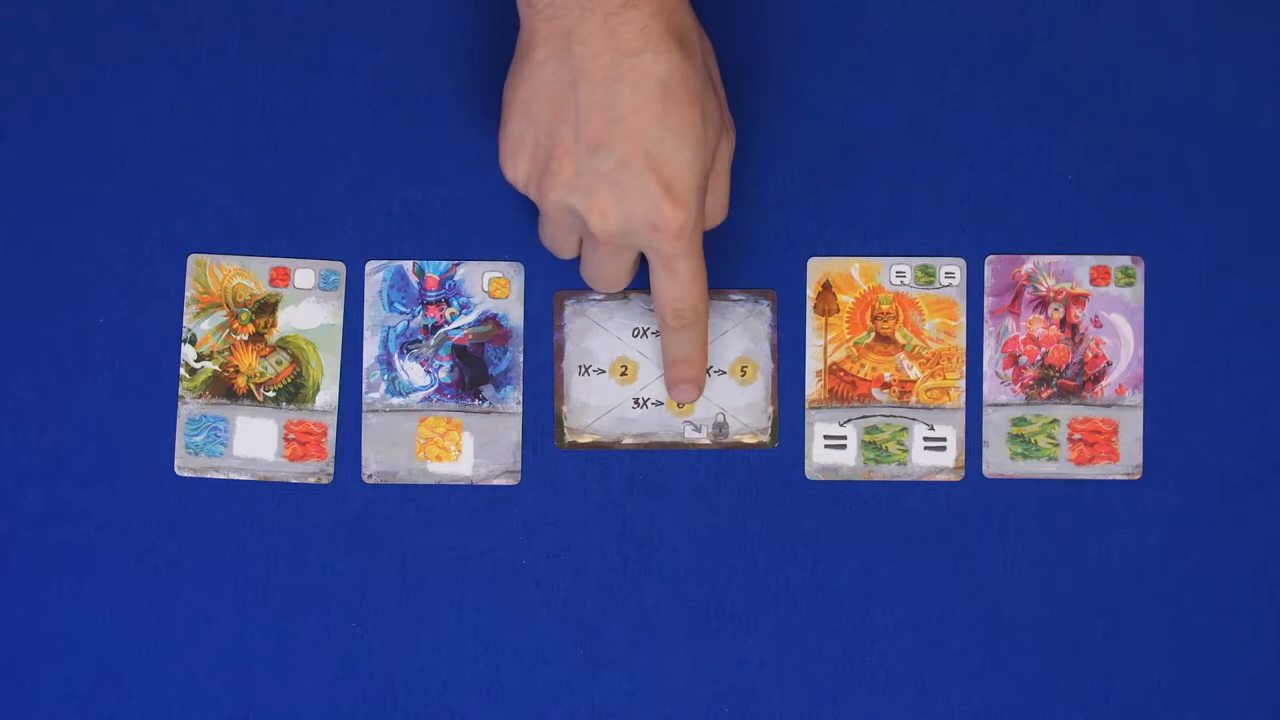 0X→
1X→ 2
X→ 5
3X→
=
=
=
=